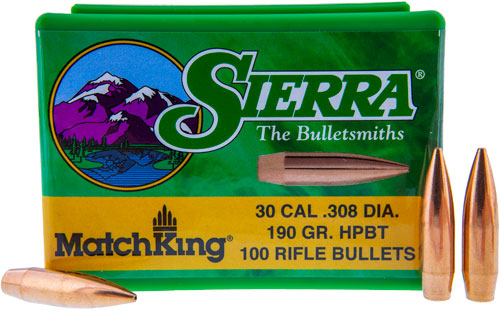 SIERRA®
The Bulletsmiths
30 CAL .308 DIA.
190 GR. HPBT
100 RIFLE BULLETS
MatchKing®